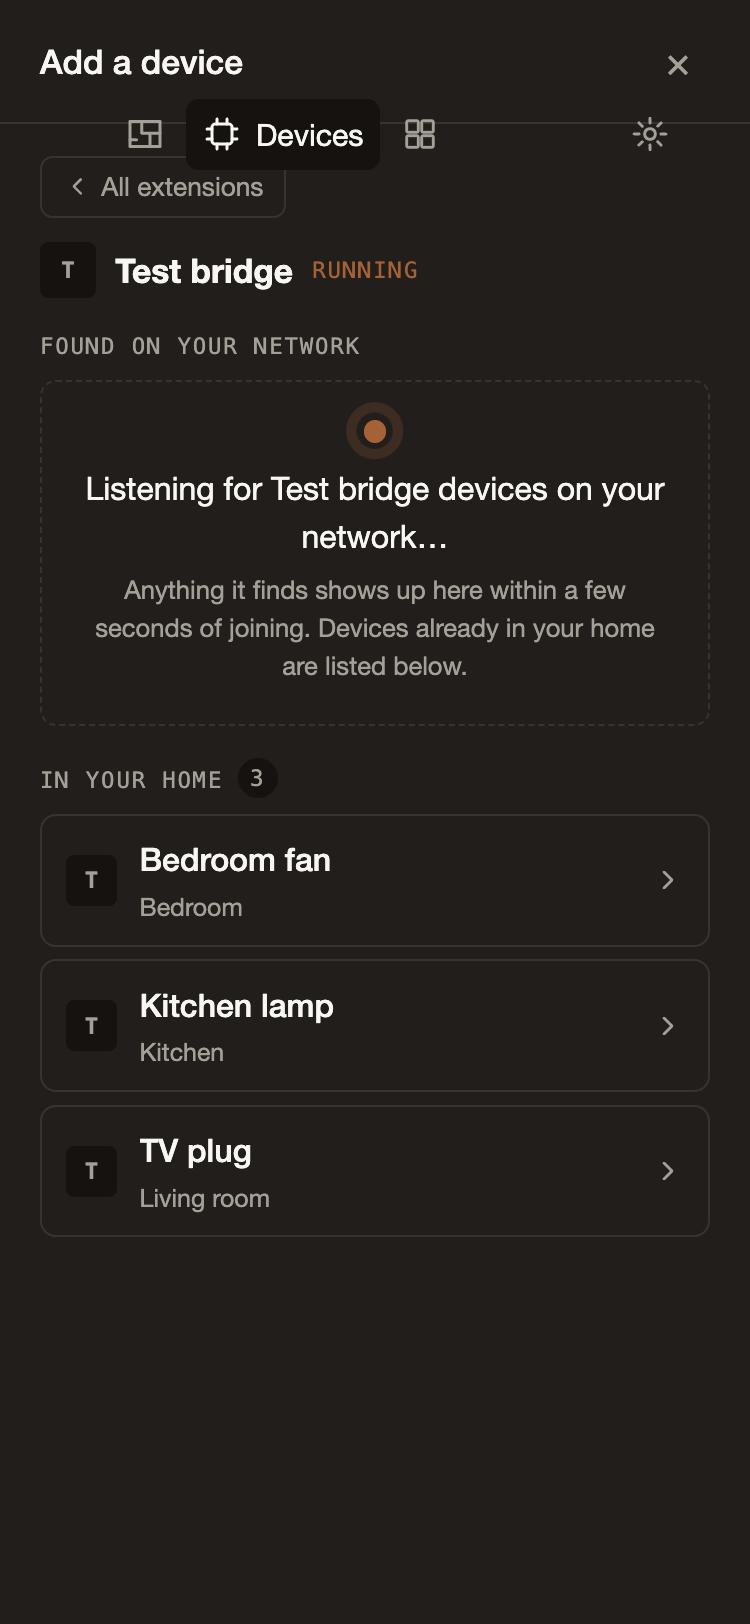 Add a device
Devices
All extensions
T
Test bridge RUNNING
FOUND ON YOUR NETWORK
Listening for Test bridge devices on your
network…
Anything it finds shows up here within a few
seconds of joining. Devices already in your home
are listed below.
IN YOUR HOME 3
T
Bedroom fan
Bedroom
T
Kitchen lamp
Kitchen
T
TV plug
Living room